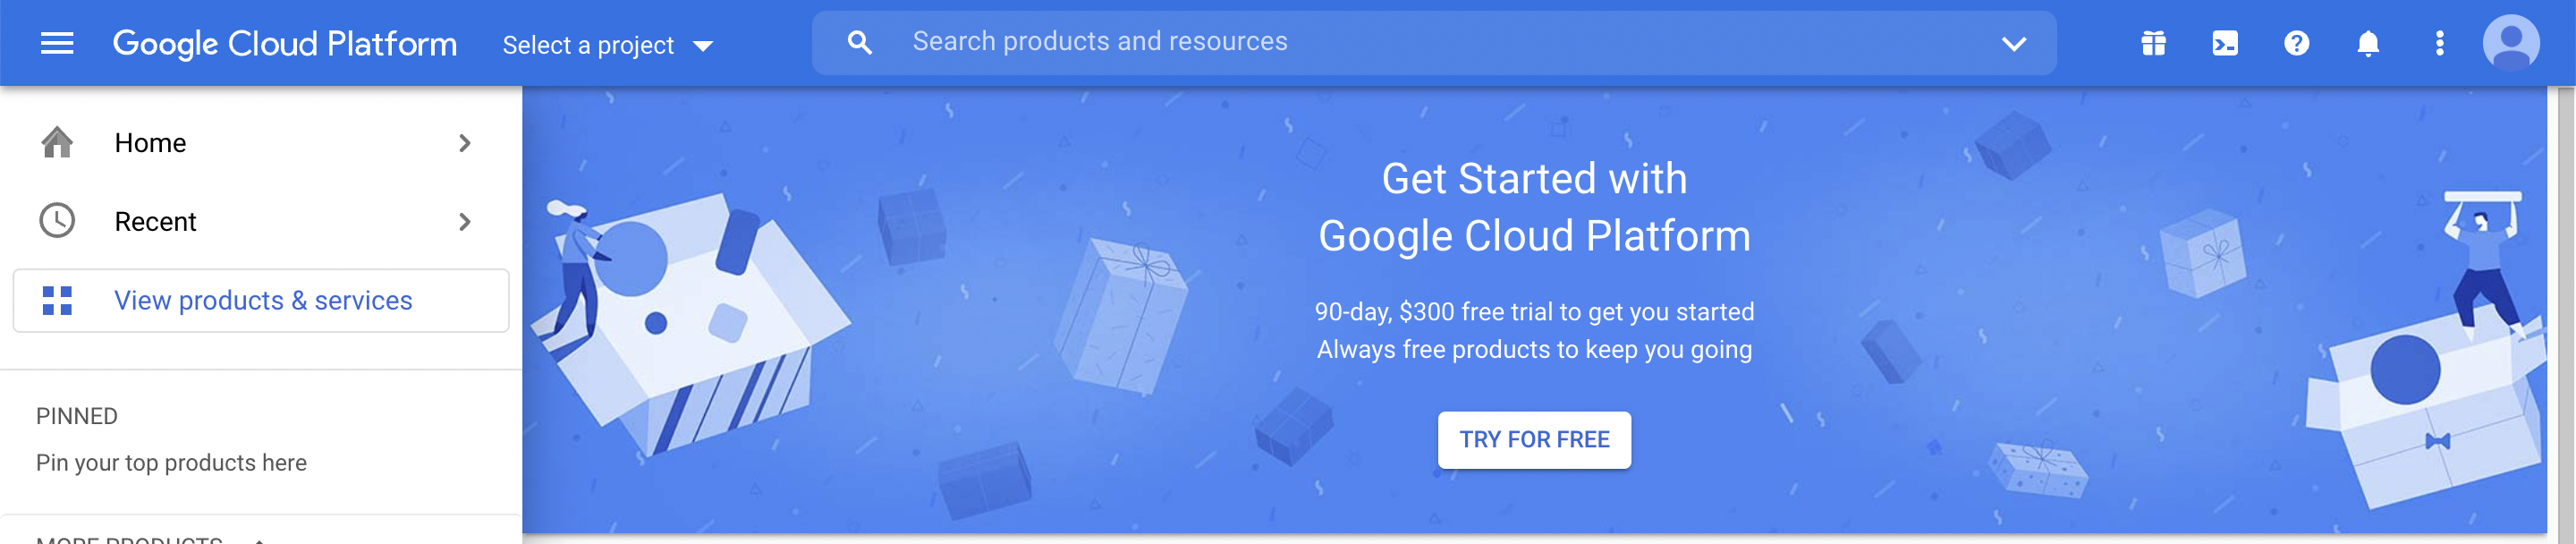 Google Cloud Platform
Select a project
Search products and resources
Home
Recent
View products & services
PINNED
Pin your top products here
MORE PRODUCTS
Get Started with
Google Cloud Platform
90-day, $300 free trial to get you started
Always free products to keep you going
TRY FOR FREE